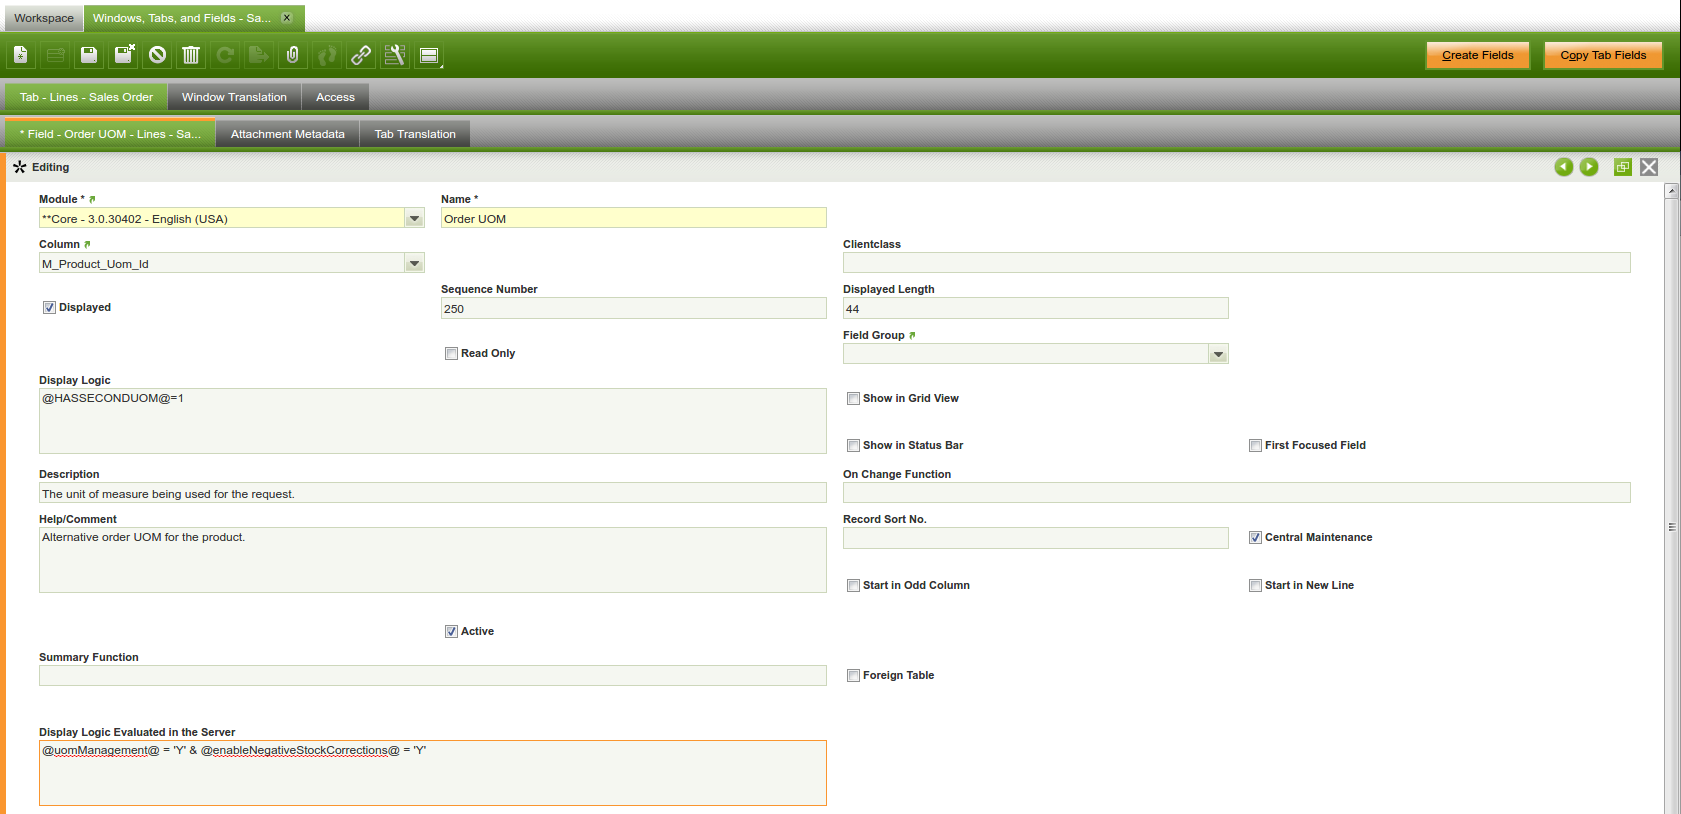 Workspace
Windows, Tabs, and Fields - Sa...
Create Fields
Copy Tab Fields
Tab - Lines - Sales Order
Window Translation
Access
* Field - Order UOM - Lines - Sa...
Attachment Metadata
Tab Translation
Editing
Module *
Name *
**Core - 3.0.30402 - English (USA)
Order UOM
Column
Clientclass
M_Product_Uom_Id
Sequence Number
Displayed Length
Displayed
250
44
Field Group
Read Only
Display Logic
@HASSECONDUOM@=1
Show in Grid View
Show in Status Bar
First Focused Field
Description
On Change Function
The unit of measure being used for the request.
Help/Comment
Record Sort No.
Alternative order UOM for the product.
Central Maintenance
Start in Odd Column
Start in New Line
Active
Summary Function
Foreign Table
Display Logic Evaluated in the Server
@uomManagement@ = 'Y' & @enableNegativeStockCorrections@ = 'Y'